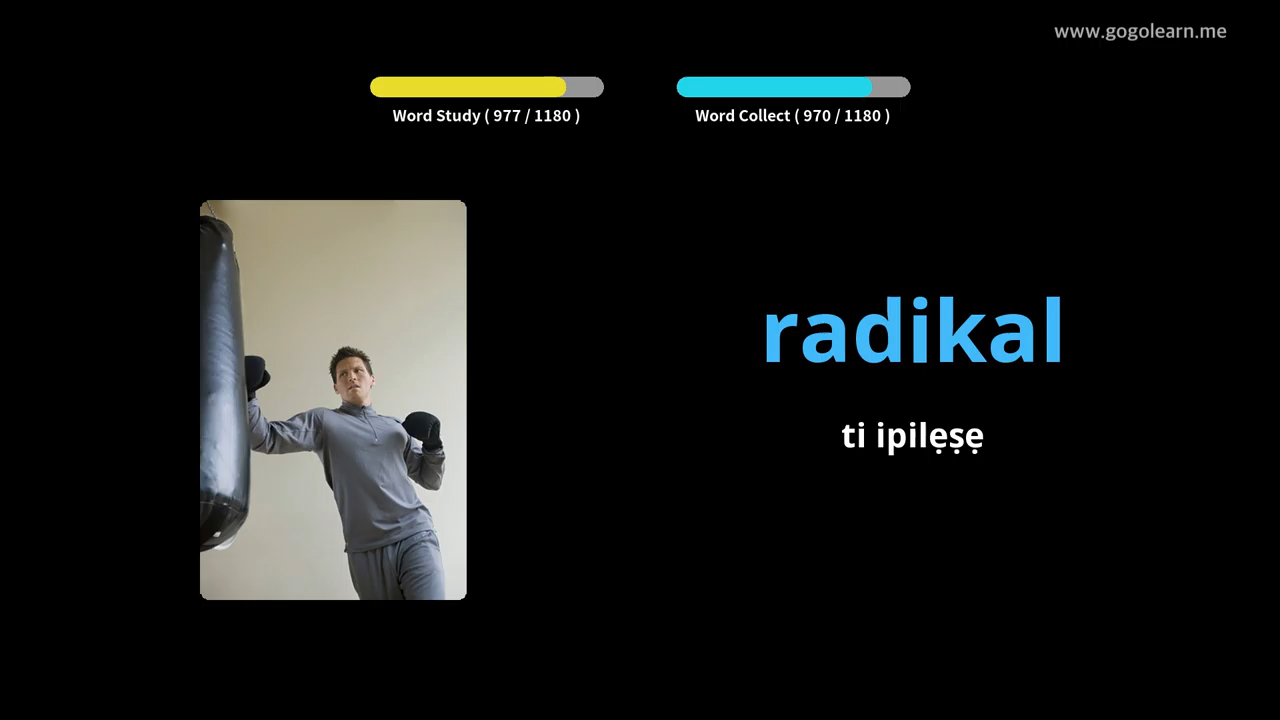 www.gogolearn.me
Word Study ( 977 / 1180 )
Word Collect ( 970 / 1180 )
radikal
ti ipilẹṣẹ